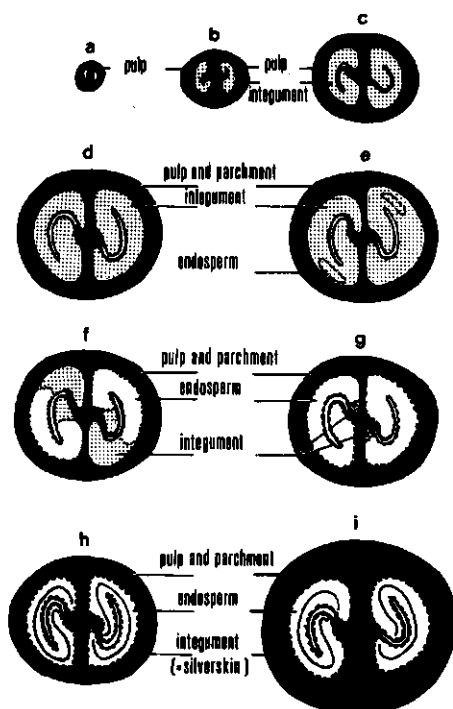 a
b
c
pulp
pulp
integument
d
e
pulp and parchment
integument
endosperm
f
g
pulp and parchment
endosperm
integument
h
i
pulp and parchment
endosperm
integument
(=silverskin)